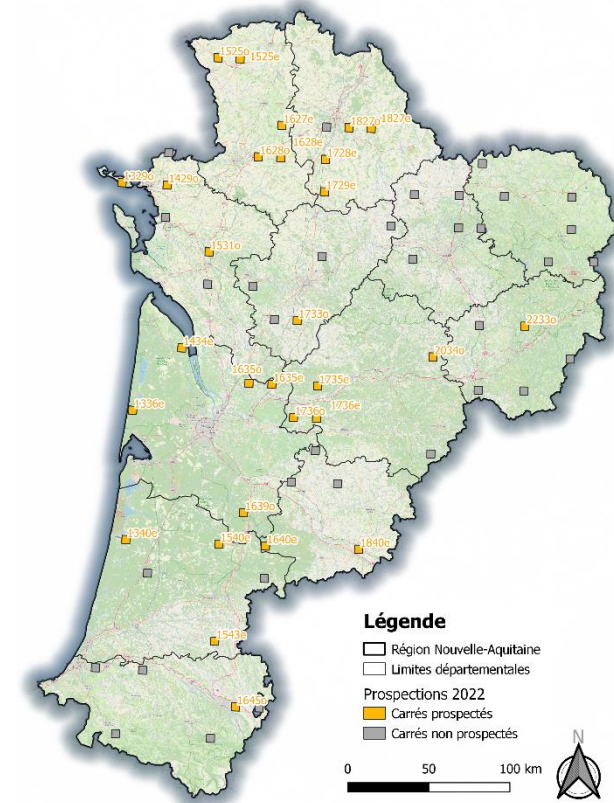 1525o 1525e
1627e
1827o 1827e
1628o 1628e
1728e
1329o 1429o
1729e
1531o
1733o
2233o
1434e
2034o
1635o 1635e 1735e
1336e
1736o 1736e
1639o
1340e
1540e 1640e 1840e
1543e
1645o
Légende
Région Nouvelle-Aquitaine
Limites départementales
Prospections 2022
Carrés prospectés
Carrés non prospectés
N
0 50 100 km